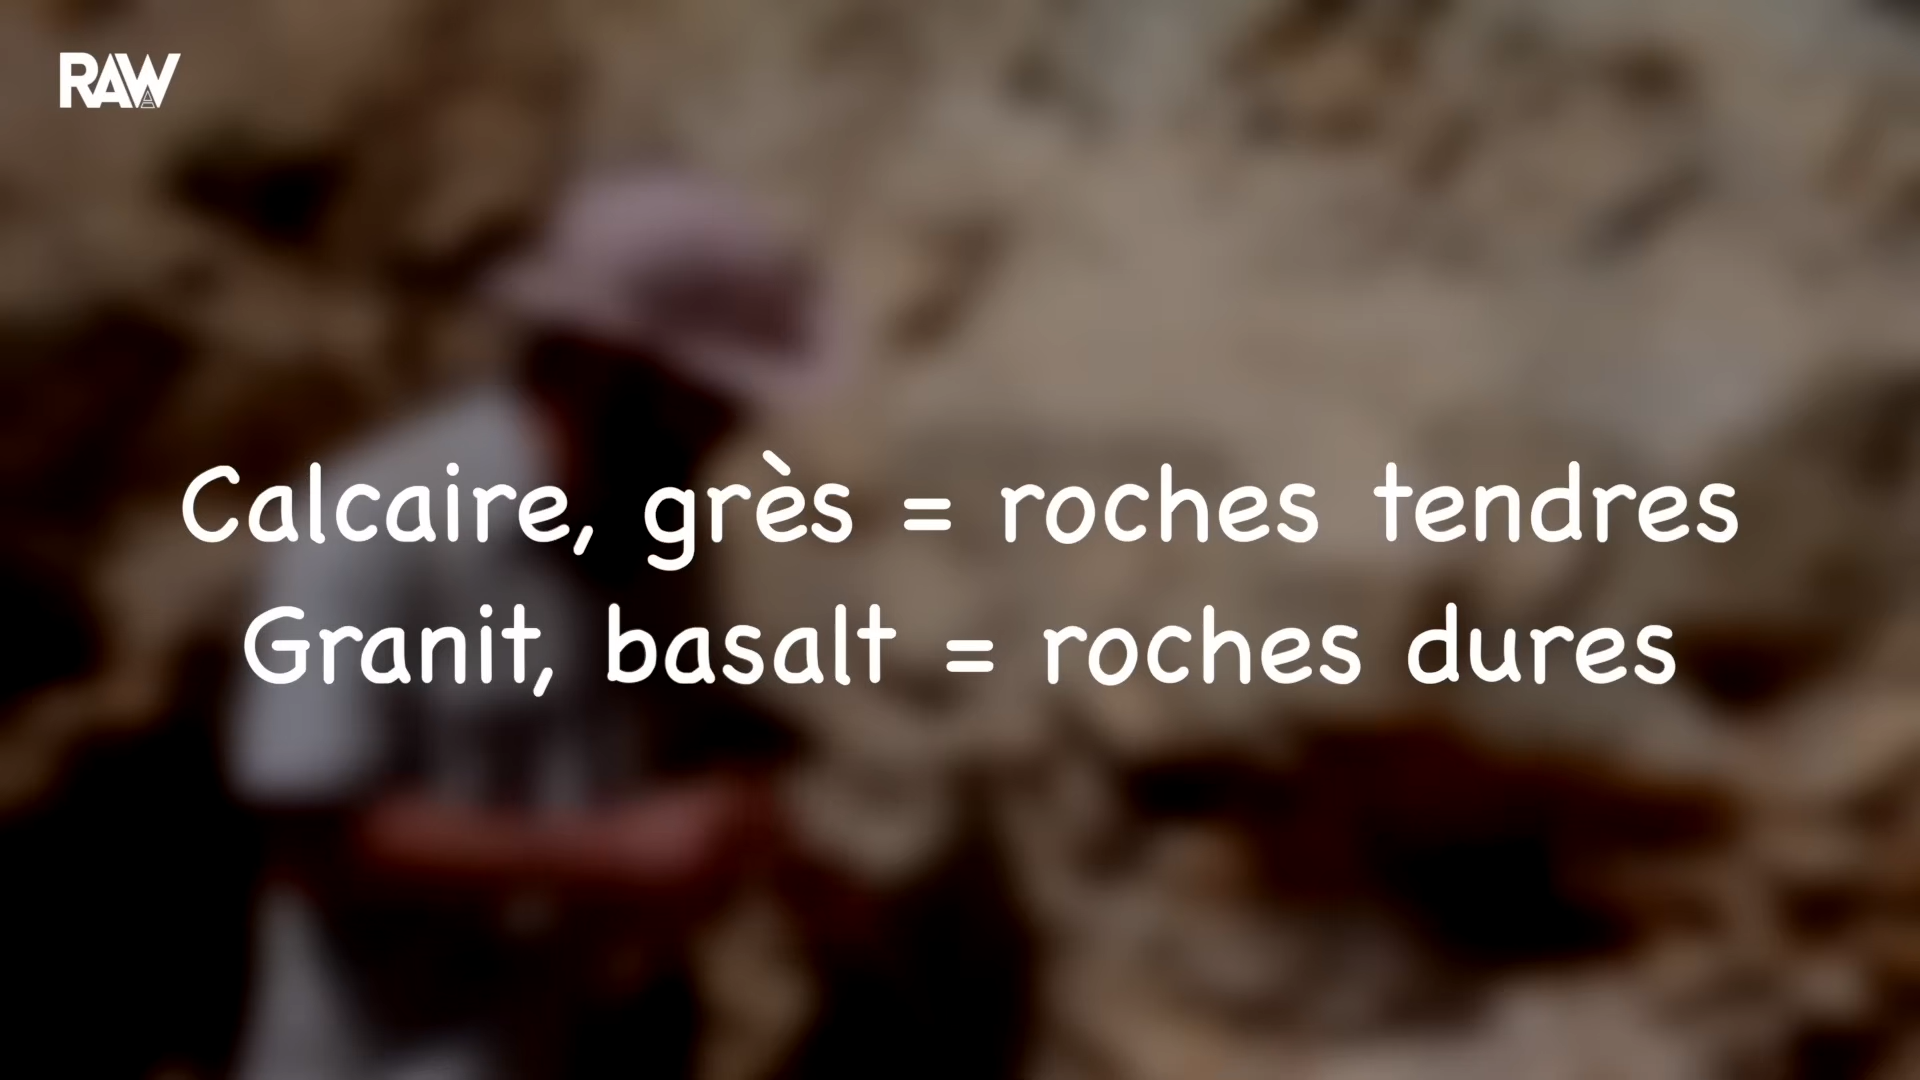 RAW
Calcaire, grès = roches tendres
Granit, basalt = roches dures